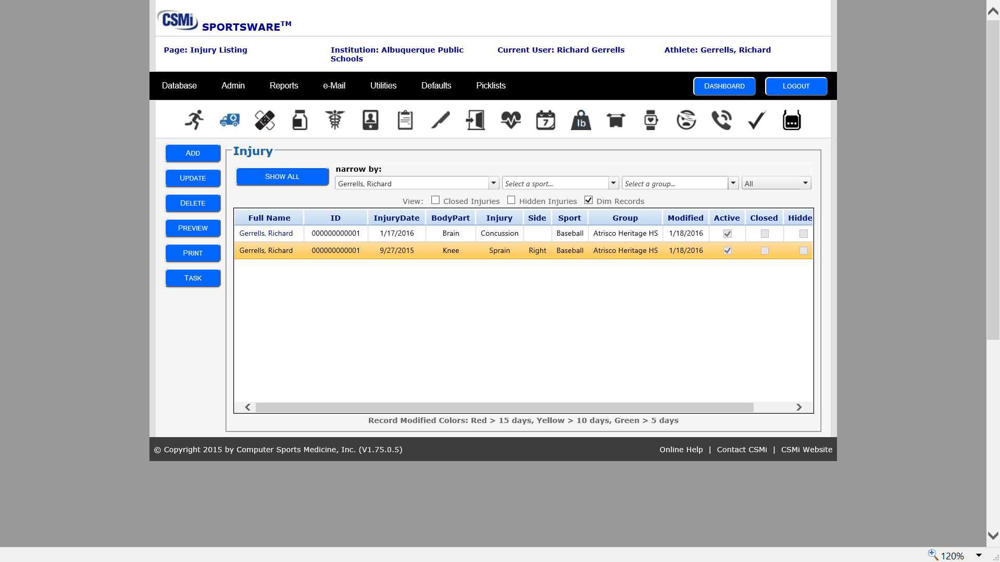 CSMi SPORTSWARE™
Page: Injury Listing
Institution: Albuquerque Public Schools
Current User: Richard Gerrells
Athlete: Gerrells, Richard
Database Admin Reports e-Mail Utilities Defaults Picklists DASHBOARD LOGOUT
7 lb
ADD
UPDATE
DELETE
PREVIEW
PRINT
TASK
Injury
SHOW ALL
narrow by:
Gerrells, Richard Select a sport... Select a group... All
View: Closed Injuries Hidden Injuries Dim Records
Full Name ID InjuryDate BodyPart Injury Side Sport Group Modified Active Closed Hidde
Gerrells, Richard 000000000001 1/17/2016 Brain Concussion Baseball Atrisco Heritage HS 1/18/2016
Gerrells, Richard 000000000001 9/27/2015 Knee Sprain Right Baseball Atrisco Heritage HS 1/18/2016
Record Modified Colors: Red > 15 days, Yellow > 10 days, Green > 5 days
© Copyright 2015 by Computer Sports Medicine, Inc. (V1.75.0.5)
Online Help | Contact CSMi | CSMi Website
120%